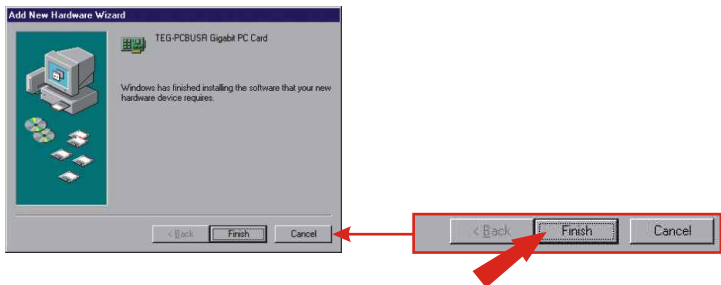 Add New Hardware Wizard
TEG-PCBUSR Gigabit PC Card
Windows has finished installing the software that your new
hardware device requires.
< Back Finish Cancel
< Back Finish Cancel